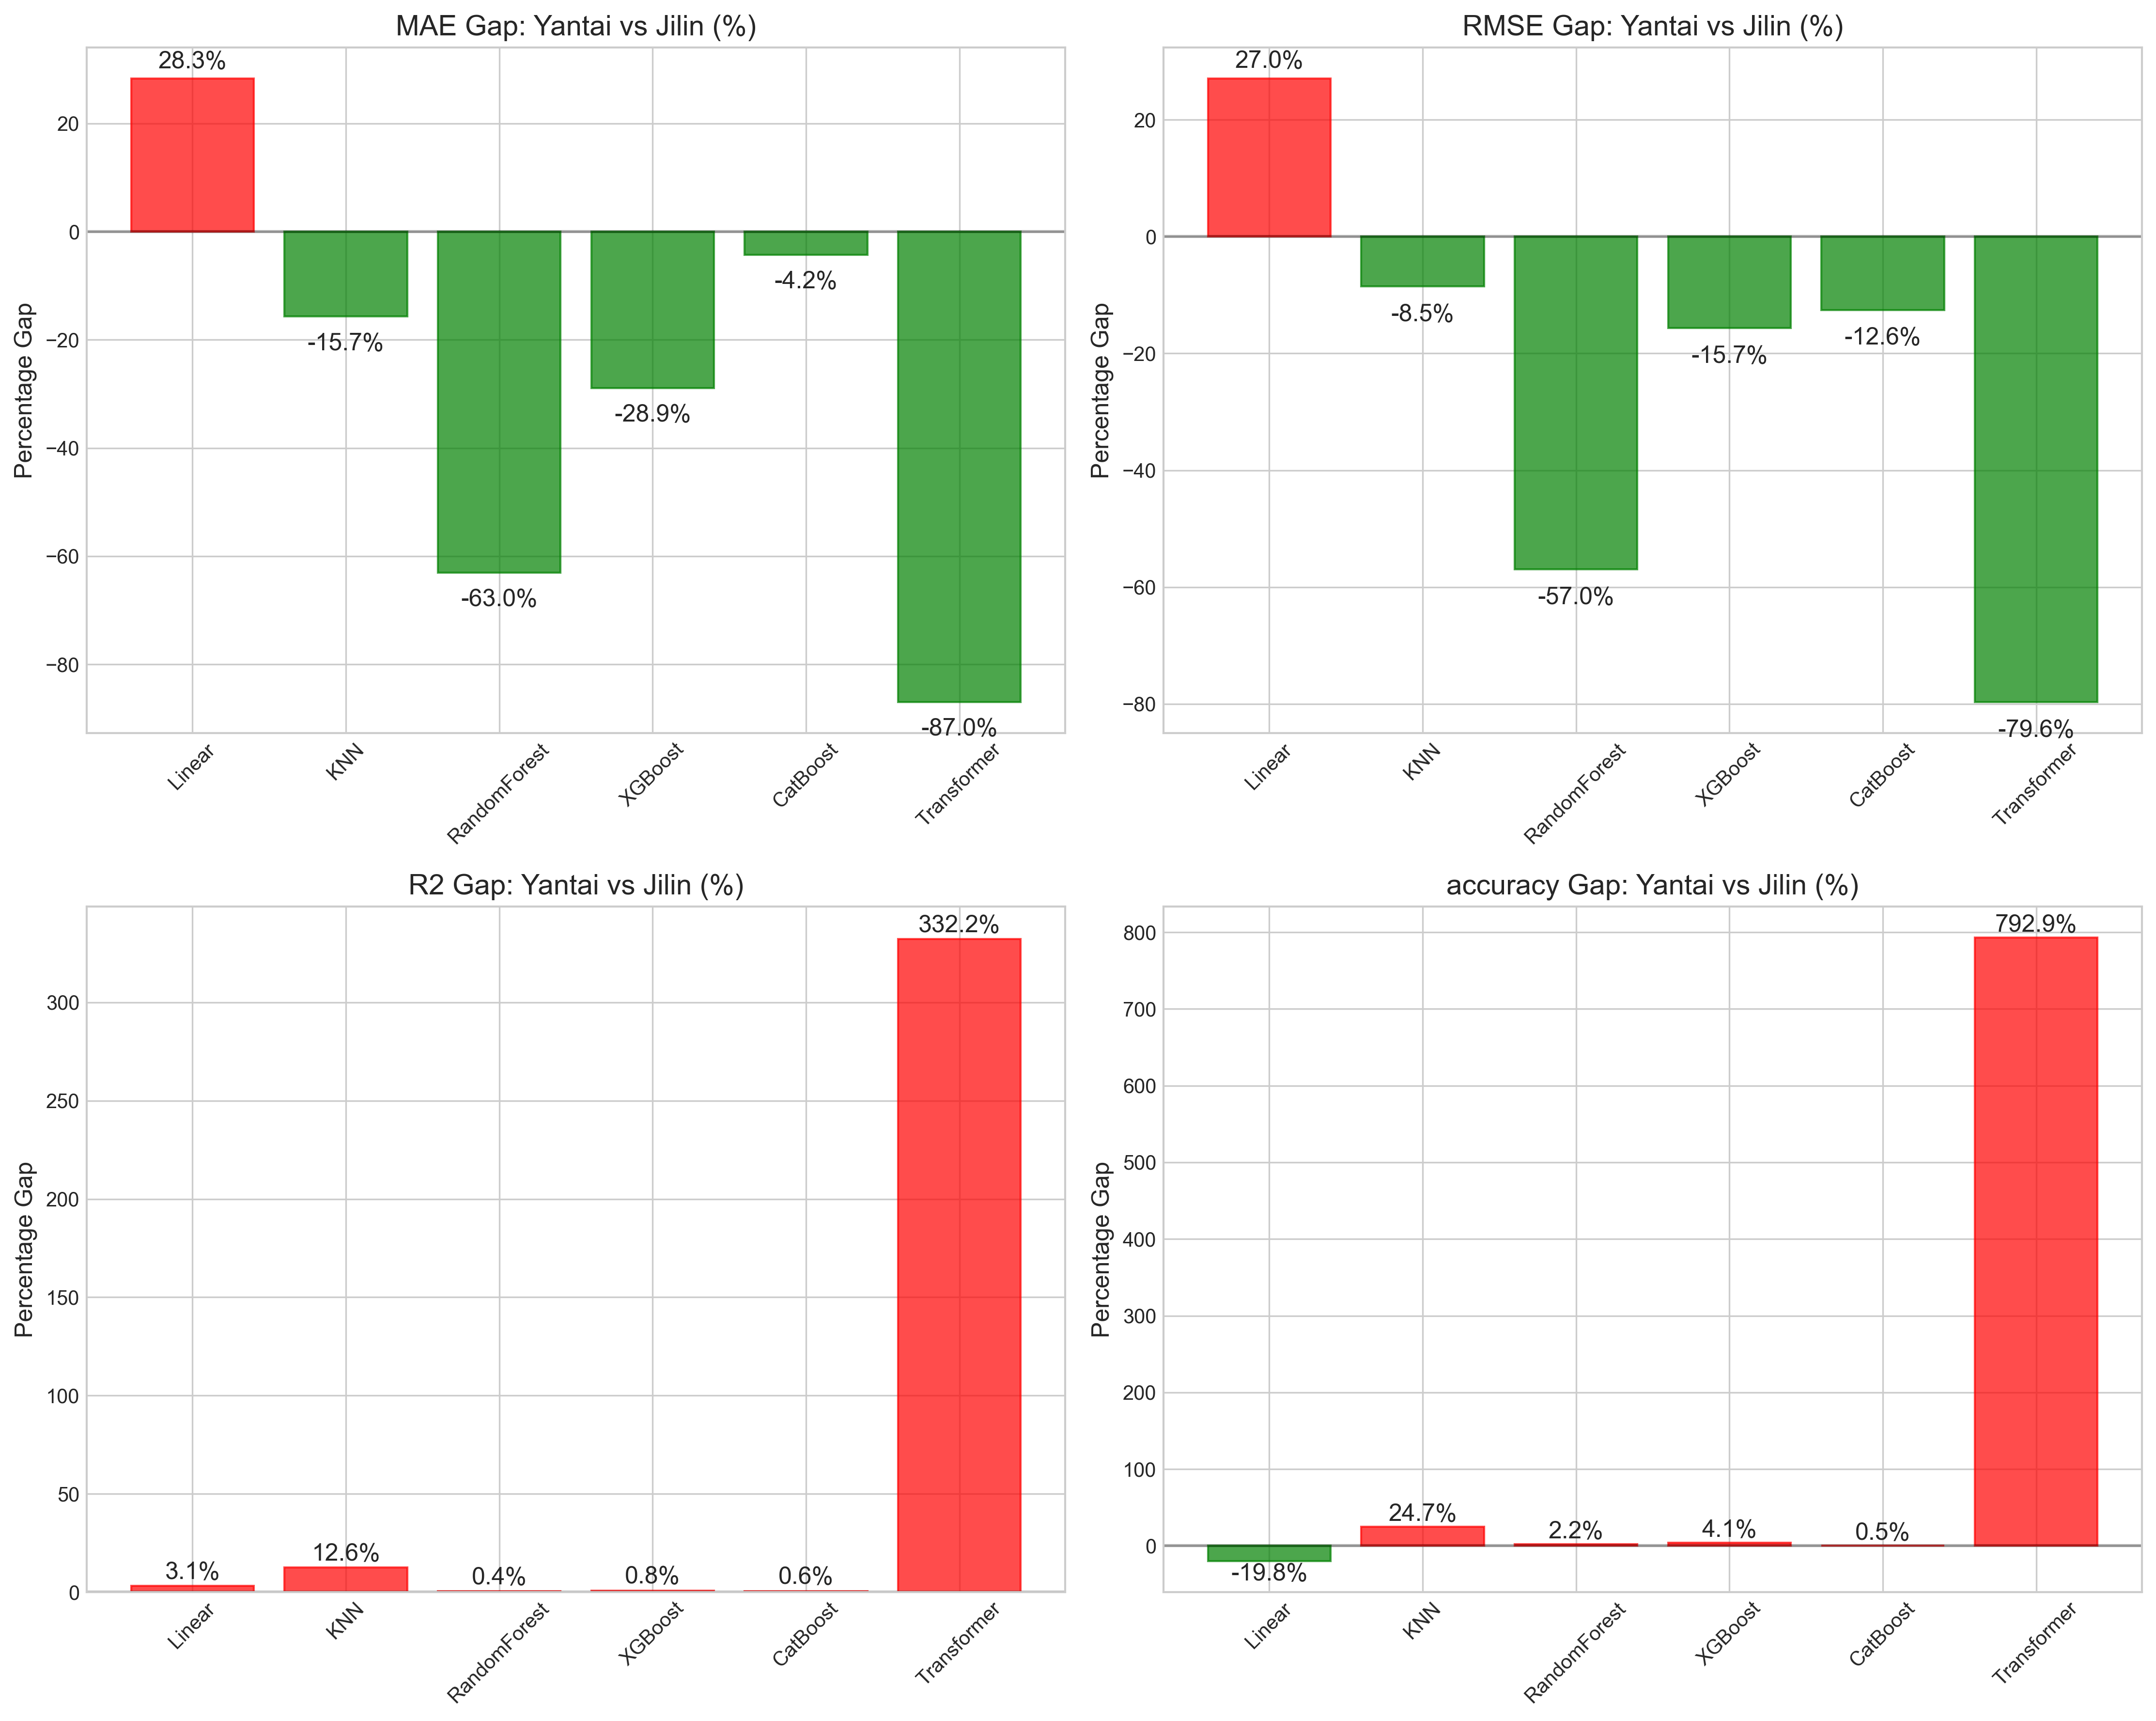 MAE Gap: Yantai vs Jilin (%)
Percentage Gap
20
0
−20
−40
−60
−80
28.3%
-15.7%
-63.0%
-28.9%
-4.2%
-87.0%
Linear
KNN
RandomForest
XGBoost
CatBoost
Transformer
RMSE Gap: Yantai vs Jilin (%)
Percentage Gap
20
0
−20
−40
−60
−80
27.0%
-8.5%
-57.0%
-15.7%
-12.6%
-79.6%
Linear
KNN
RandomForest
XGBoost
CatBoost
Transformer
R2 Gap: Yantai vs Jilin (%)
Percentage Gap
300
250
200
150
100
50
0
3.1%
12.6%
0.4%
0.8%
0.6%
332.2%
Linear
KNN
RandomForest
XGBoost
CatBoost
Transformer
accuracy Gap: Yantai vs Jilin (%)
Percentage Gap
800
700
600
500
400
300
200
100
0
-19.8%
24.7%
2.2%
4.1%
0.5%
792.9%
Linear
KNN
RandomForest
XGBoost
CatBoost
Transformer